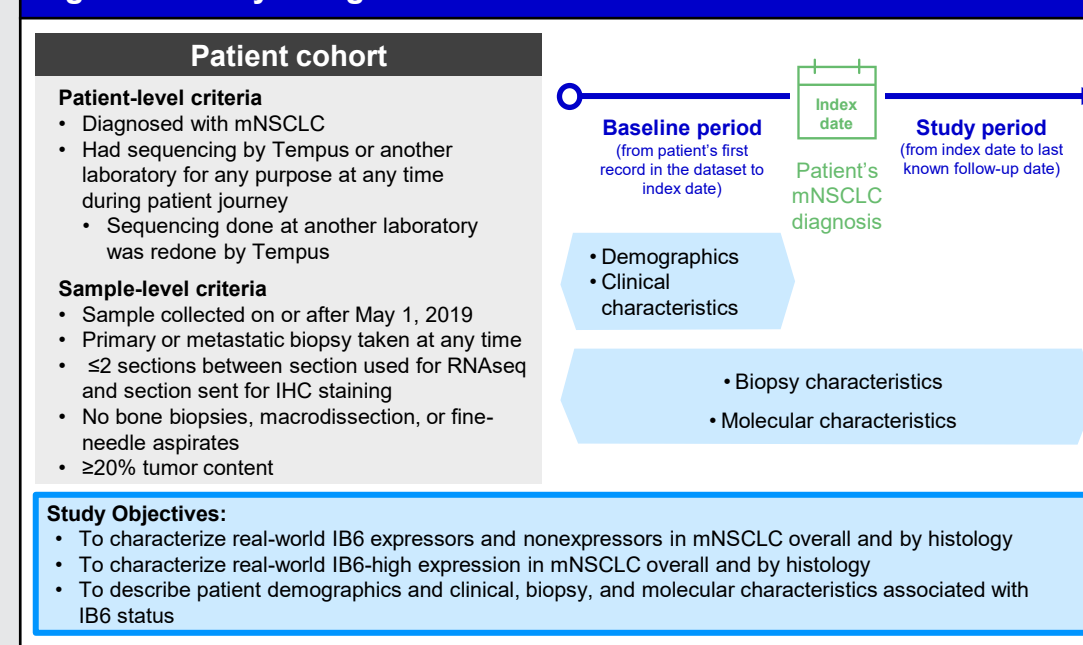 Patient cohort
Patient-level criteria
• Diagnosed with mNSCLC
• Had sequencing by Tempus or another
laboratory for any purpose at any time
during patient journey
• Sequencing done at another laboratory
was redone by Tempus
Sample-level criteria
• Sample collected on or after May 1, 2019
• Primary or metastatic biopsy taken at any time
• ≤2 sections between section used for RNAseq
and section sent for IHC staining
• No bone biopsies, macrodissection, or fine-
needle aspirates
• ≥20% tumor content
Baseline period
(from patient's first
record in the dataset to
index date)
Index
date
Patient's
mNSCLC
diagnosis
Study period
(from index date to last
known follow-up date)
• Demographics
• Clinical
characteristics
• Biopsy characteristics
• Molecular characteristics
Study Objectives:
• To characterize real-world IB6 expressors and nonexpressors in mNSCLC overall and by histology
• To characterize real-world IB6-high expression in mNSCLC overall and by histology
• To describe patient demographics and clinical, biopsy, and molecular characteristics associated with
IB6 status